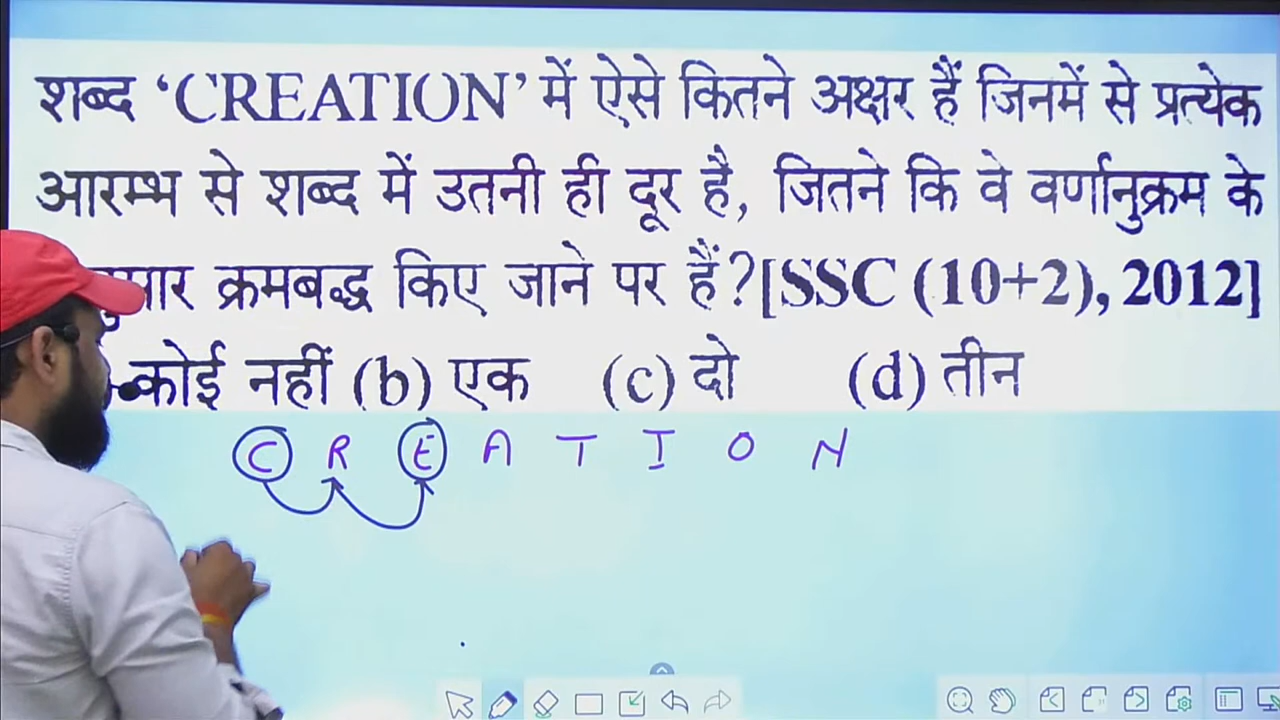 शब्द ‘CREATION’ में ऐसे कितने अक्षर हैं जिनमें से प्रत्येक
आरम्भ से शब्द में उतनी ही दूर है, जितने कि वे वर्णानुक्रम के
क्रमबद्ध किए जाने पर हैं? [SSC (10+2), 2012]
कोई नहीं (b) एक (c) दो (d) तीन
C R E A T I O N